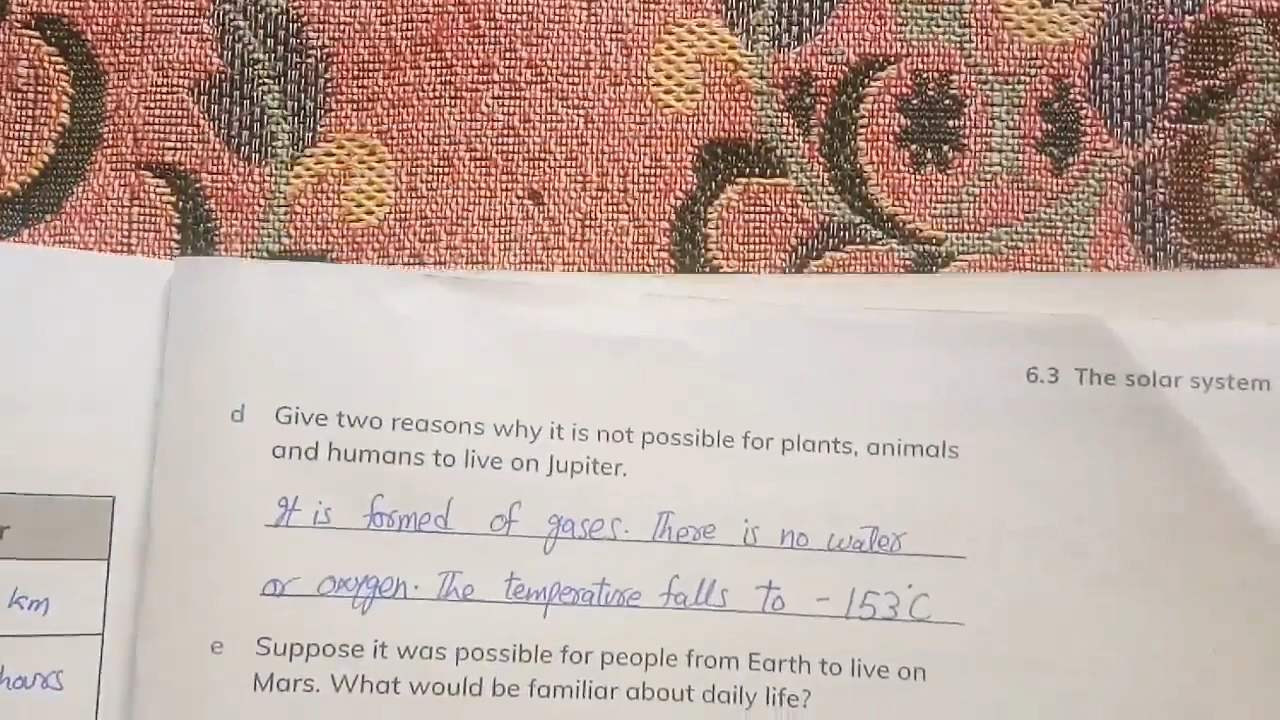 6.3 The solar system
d Give two reasons why it is not possible for plants, animals
and humans to live on Jupiter.
It is formed of gases. There is no water
or oxygen. The temperature falls to -153°C
r
km
hours
e Suppose it was possible for people from Earth to live on
Mars. What would be familiar about daily life?